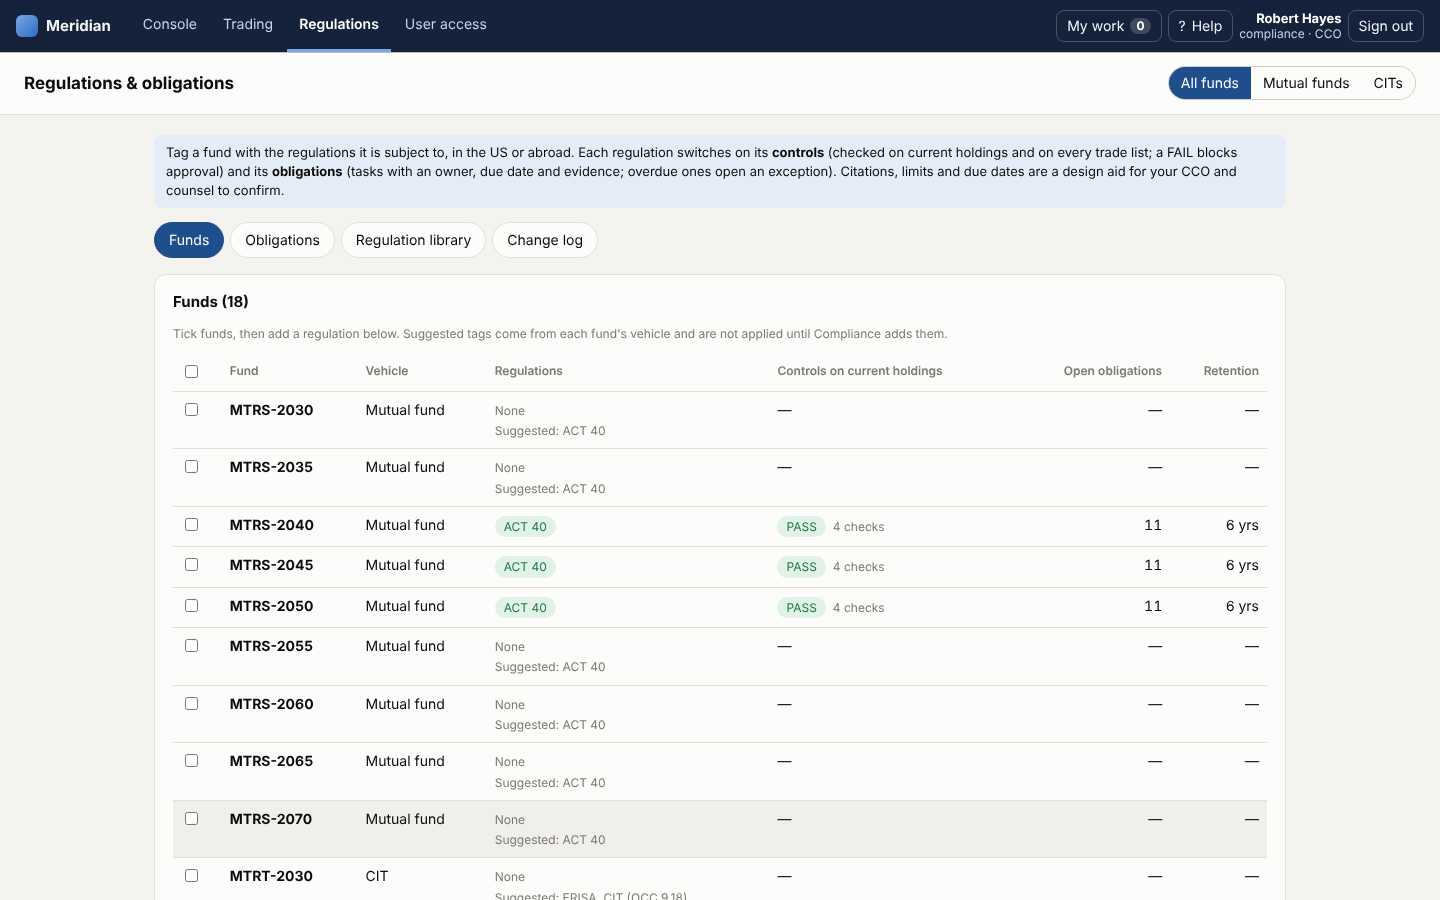 Meridian Console Trading Regulations User access My work 0 ? Help Robert Hayes compliance · CCO Sign out
Regulations & obligations All funds Mutual funds CITs
Tag a fund with the regulations it is subject to, in the US or abroad. Each regulation switches on its controls (checked on current holdings and on every trade list; a FAIL blocks
approval) and its obligations (tasks with an owner, due date and evidence; overdue ones open an exception). Citations, limits and due dates are a design aid for your CCO and
counsel to confirm.
Funds Obligations Regulation library Change log
Funds (18)
Tick funds, then add a regulation below. Suggested tags come from each fund's vehicle and are not applied until Compliance adds them.
Fund Vehicle Regulations Controls on current holdings Open obligations Retention
MTRS-2030 Mutual fund None — — —
Suggested: ACT 40
MTRS-2035 Mutual fund None — — —
Suggested: ACT 40
MTRS-2040 Mutual fund ACT 40 PASS 4 checks 11 6 yrs
MTRS-2045 Mutual fund ACT 40 PASS 4 checks 11 6 yrs
MTRS-2050 Mutual fund ACT 40 PASS 4 checks 11 6 yrs
MTRS-2055 Mutual fund None — — —
Suggested: ACT 40
MTRS-2060 Mutual fund None — — —
Suggested: ACT 40
MTRS-2065 Mutual fund None — — —
Suggested: ACT 40
MTRS-2070 Mutual fund None — — —
Suggested: ACT 40
MTRT-2030 CIT None — — —
Suggested: ERISA, CIT (OCC 9.18)